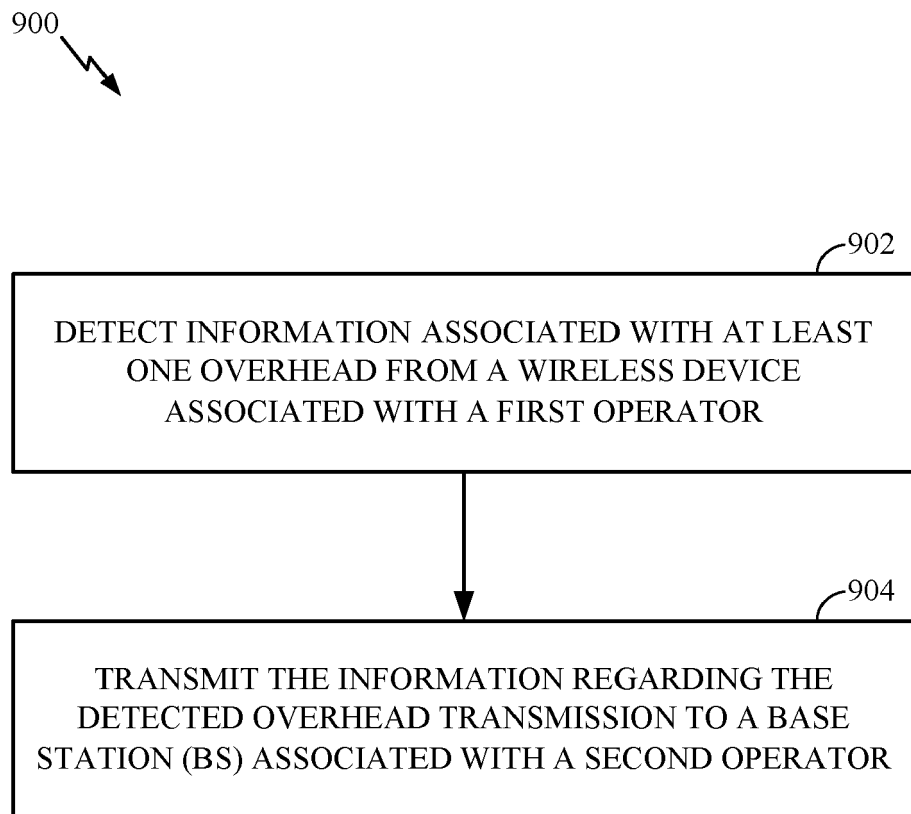 900
902
DETECT INFORMATION ASSOCIATED WITH AT LEAST
ONE OVERHEAD FROM A WIRELESS DEVICE
ASSOCIATED WITH A FIRST OPERATOR
904
TRANSMIT THE INFORMATION REGARDING THE
DETECTED OVERHEAD TRANSMISSION TO A BASE
STATION (BS) ASSOCIATED WITH A SECOND OPERATOR